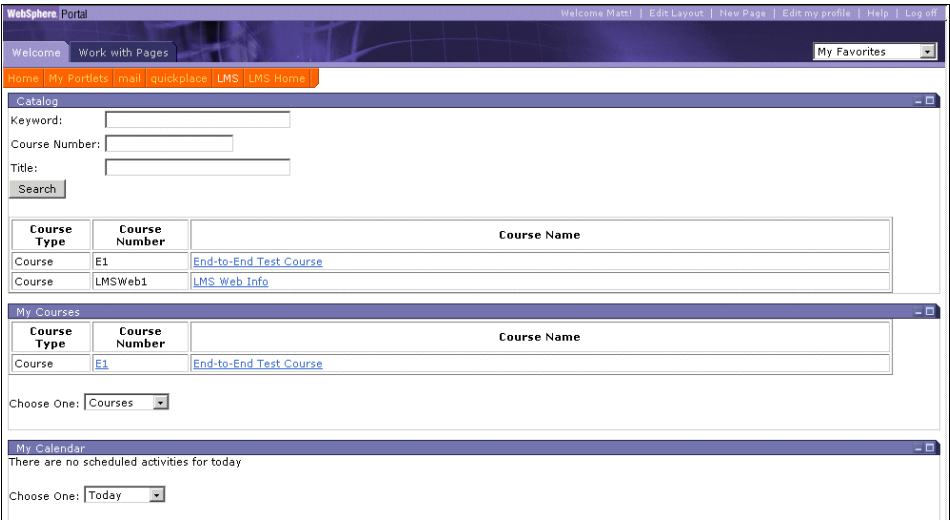 WebSphere Portal Welcome Matt! | Edit Layout | New Page | Edit my profile | Help | Log off
Welcome Work with Pages My Favorites
Home My Portlets mail quickplace LMS LMS Home
Catalog
Keyword:
Course Number:
Title:
Search
Course Type Course Number Course Name
Course E1 End-to-End Test Course
Course LMSWeb1 LMS Web Info
My Courses
Course Type Course Number Course Name
Course E1 End-to-End Test Course
Choose One: Courses
My Calendar
There are no scheduled activities for today
Choose One: Today